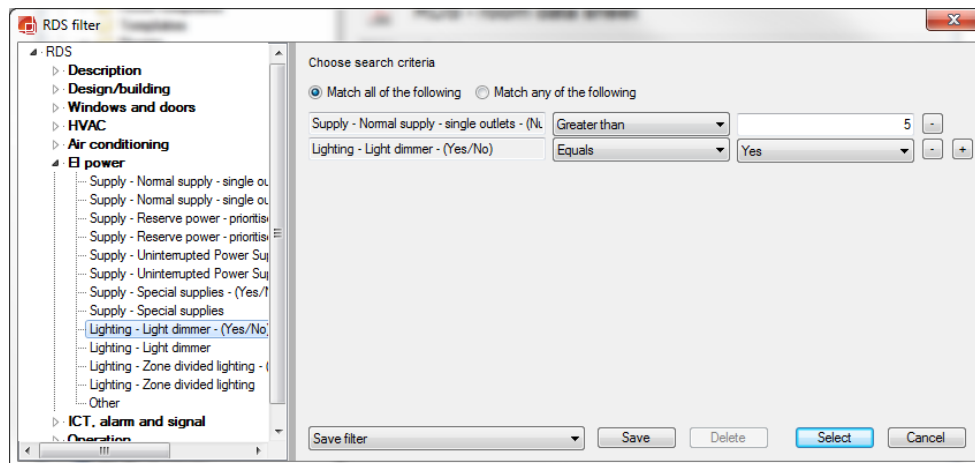 RDS filter
RDS
Description
Design/building
Windows and doors
HVAC
Air conditioning
El power
Supply - Normal supply - single ou
Supply - Normal supply - single ou
Supply - Reserve power - prioritise
Supply - Reserve power - prioritise
Supply - Uninterrupted Power Sup
Supply - Uninterrupted Power Sup
Supply - Special supplies - (Yes/N
Supply - Special supplies
Lighting - Light dimmer - (Yes/No)
Lighting - Light dimmer
Lighting - Zone divided lighting - (
Lighting - Zone divided lighting
Other
ICT, alarm and signal
Operation
Choose search criteria
Match all of the following Match any of the following
Supply - Normal supply - single outlets - (Nu Greater than 5 -
Lighting - Light dimmer - (Yes/No) Equals Yes - +
Save filter Save Delete Select Cancel